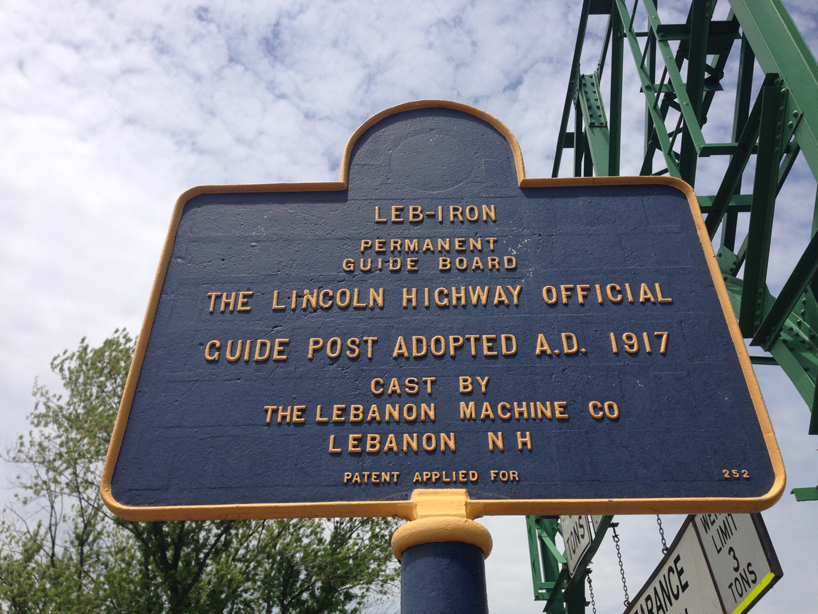 LEB-IRON
PERMANENT
GUIDE BOARD
THE LINCOLN HIGHWAY OFFICIAL
GUIDE POST ADOPTED A.D. 1917
CAST BY
THE LEBANON MACHINE CO
LEBANON N H
PATENT APPLIED FOR
252
TONS
LIMIT
3
TONS